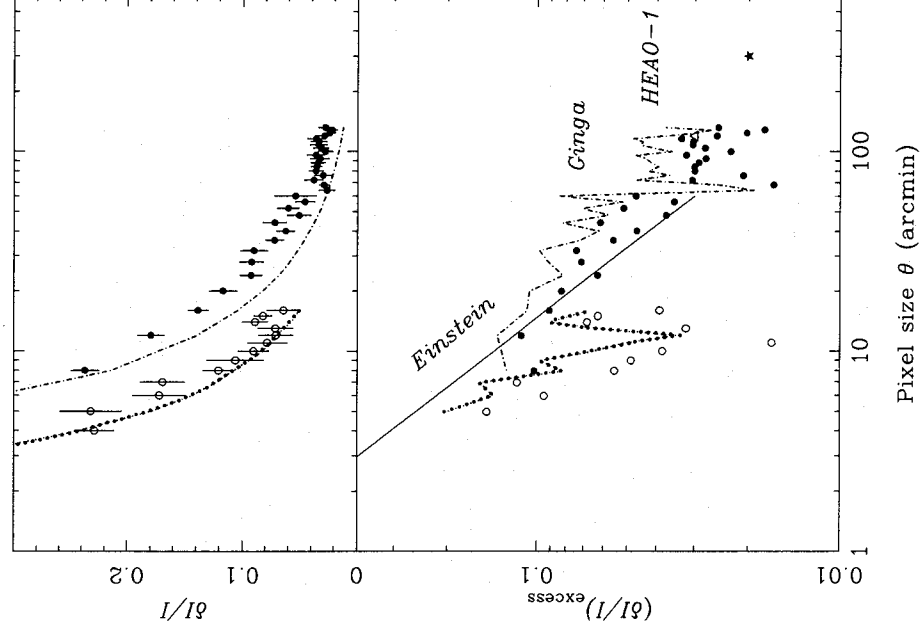 δI/I
0.2
0.1
0
(δI/I)excess
0.1
0.01
Einstein
Ginga
HEAO-1
1
10
100
Pixel size θ (arcmin)